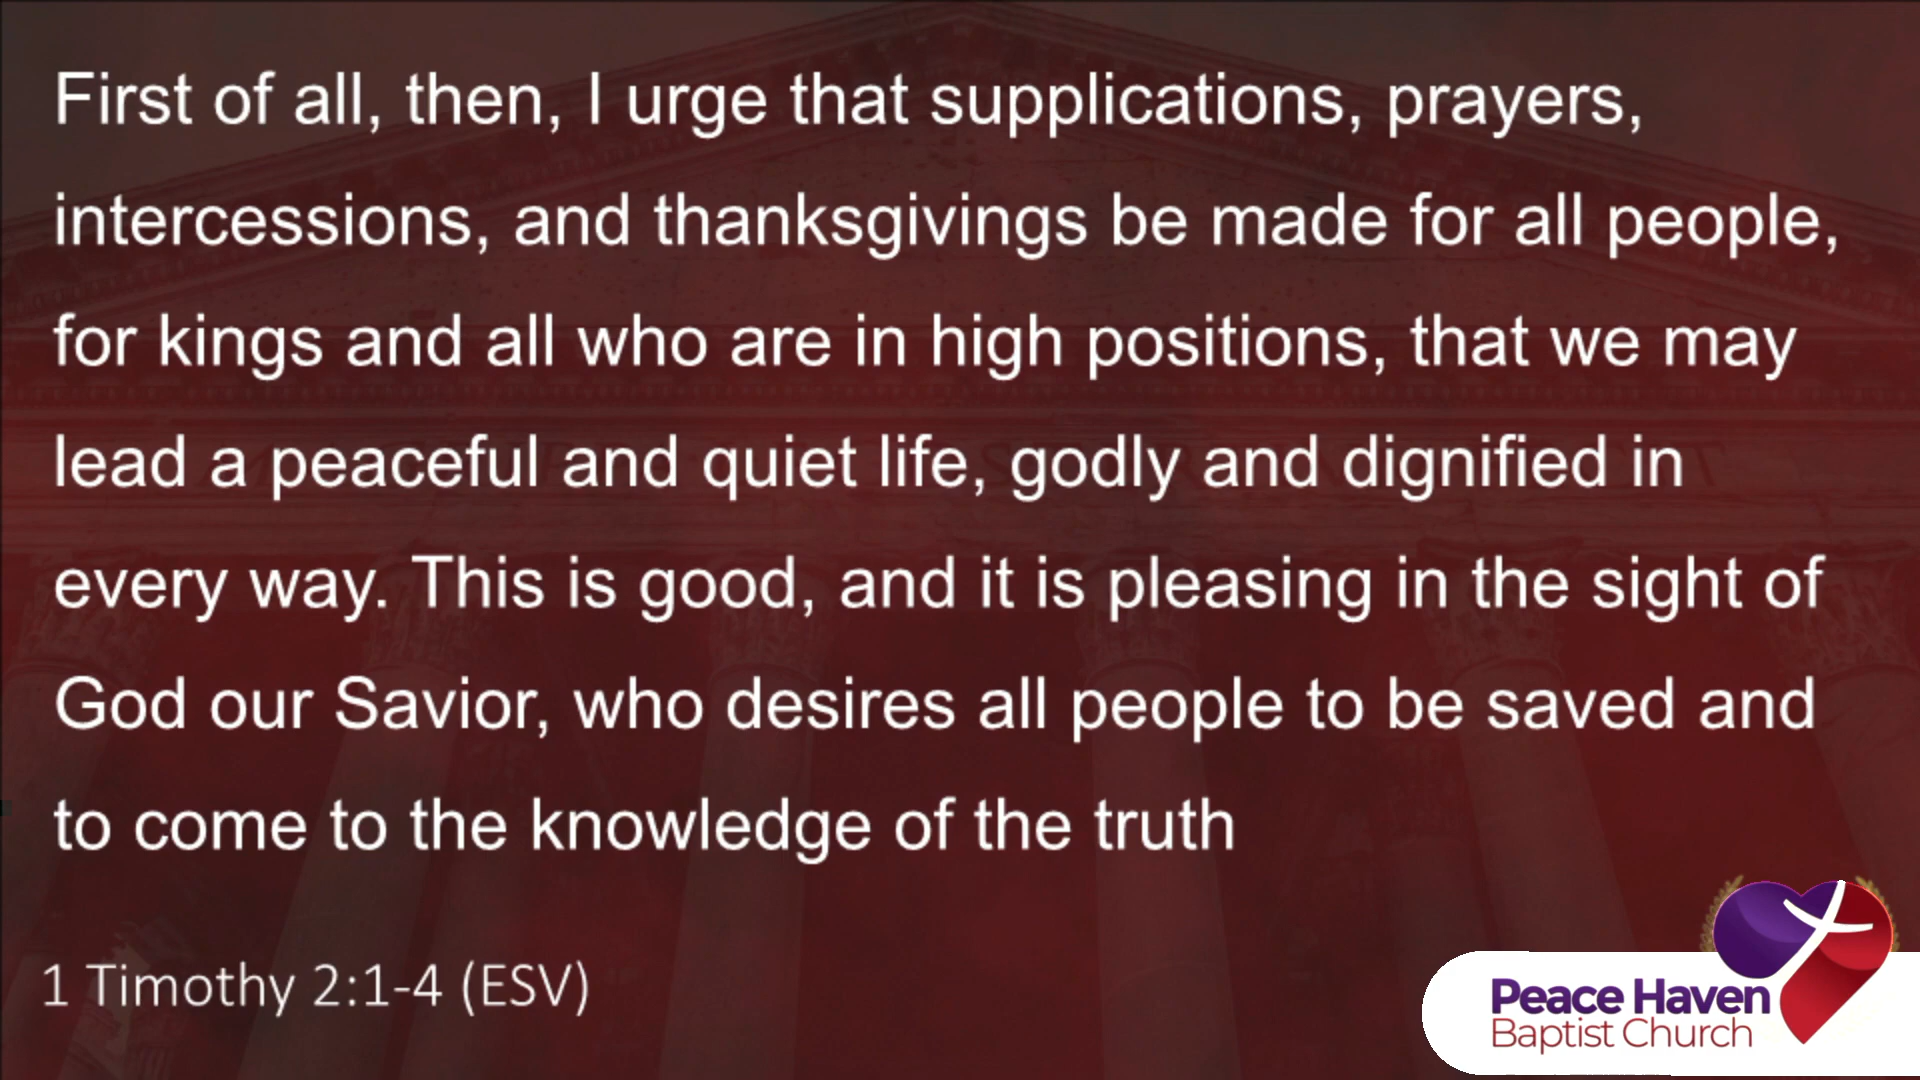 First of all, then, I urge that supplications, prayers,
intercessions, and thanksgivings be made for all people,
for kings and all who are in high positions, that we may
lead a peaceful and quiet life, godly and dignified in
every way. This is good, and it is pleasing in the sight of
God our Savior, who desires all people to be saved and
to come to the knowledge of the truth
1 Timothy 2:1-4 (ESV)
Peace Haven
Baptist Church